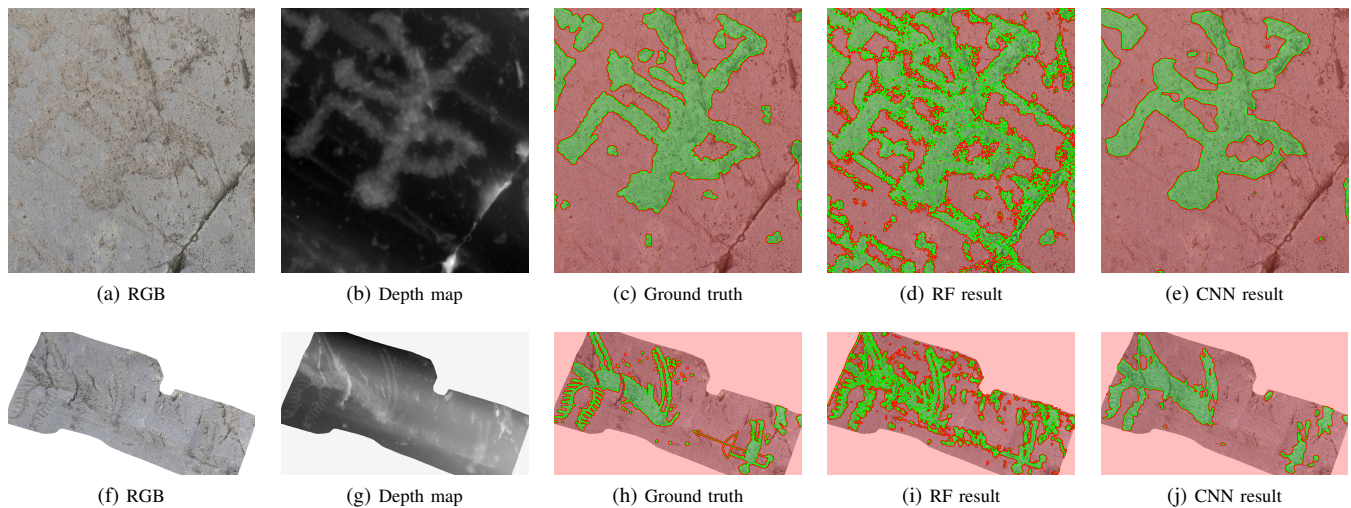 (a) RGB
(b) Depth map
(c) Ground truth
(d) RF result
(e) CNN result
(f) RGB
(g) Depth map
(h) Ground truth
(i) RF result
(j) CNN result